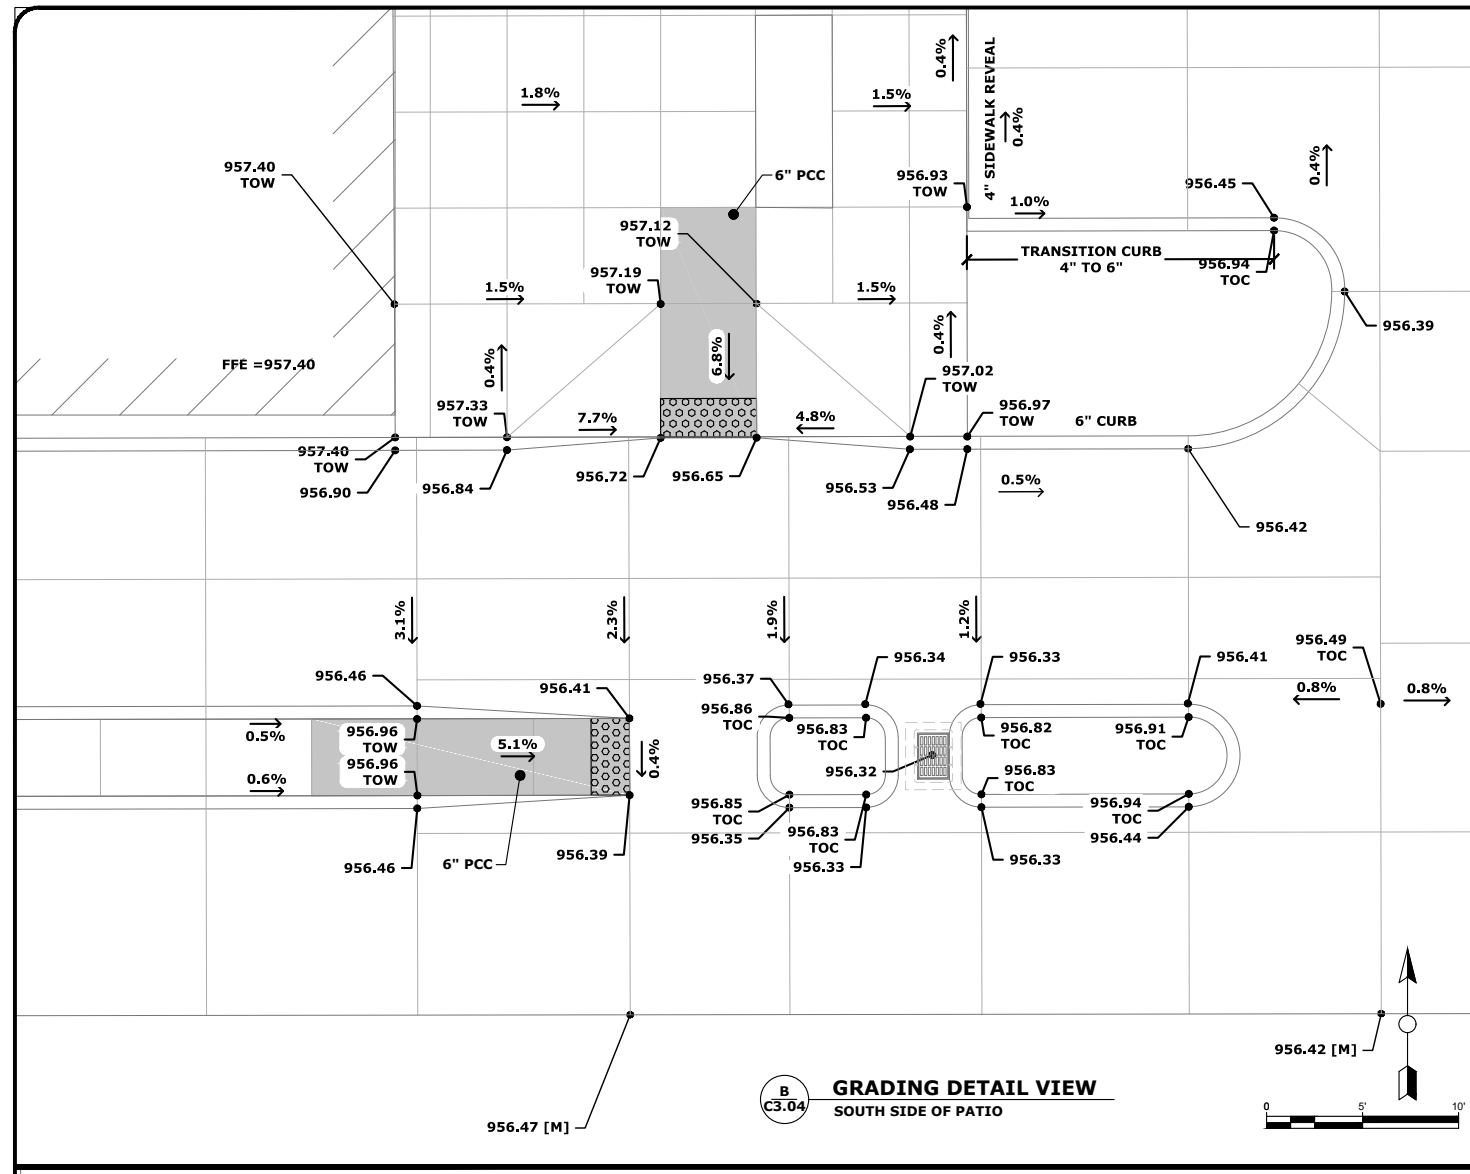 0.4%
4" SIDEWALK REVEAL
1.8%
1.5%
0.4%
957.40
TOW
6" PCC
956.93
TOW
0.4%
956.45
1.0%
957.12
TOW
TRANSITION CURB
4" TO 6"
956.94
TOC
957.19
TOW
1.5%
1.5%
956.39
0.4%
6.8%
0.4%
FFE =957.40
957.02
TOW
957.33
TOW
7.7%
4.8%
956.97
TOW
6" CURB
957.40
TOW
956.90
956.84
956.72
956.65
956.53
956.48
0.5%
956.42
3.1%
2.3%
1.9%
1.2%
956.49
TOC
956.46
956.41
956.37
956.34
956.33
956.41
0.8%
0.8%
956.86
TOC
956.83
TOC
956.82
TOC
956.91
TOC
0.5%
956.96
TOW
5.1%
0.4%
956.96
TOW
0.6%
956.32
956.83
TOC
956.85
TOC
956.35
956.83
TOC
956.33
956.94
TOC
956.44
956.46
6" PCC
956.39
956.33
956.42 [M]
956.47 [M]
B
C3.04
GRADING DETAIL VIEW
SOUTH SIDE OF PATIO
0 5' 10'